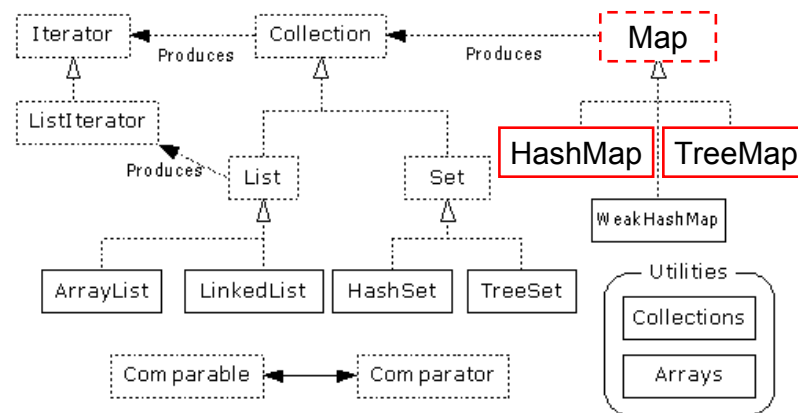 Iterator
Produces
Collection
Produces
Map
ListIterator
Produces
List
Set
HashMap
TreeMap
WeakHashMap
ArrayList
LinkedList
HashSet
TreeSet
Utilities
Collections
Arrays
Comparable
Comparator